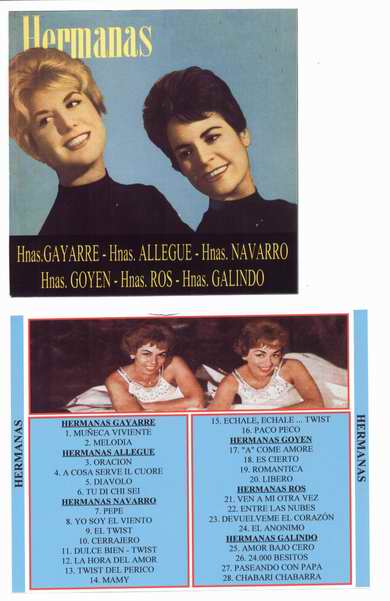 Hermanas
Hnas.GAYARRE - Hnas. ALLEGUE - Hnas. NAVARRO
Hnas. GOYEN - Hnas. ROS - Hnas. GALINDO
HERMANAS
HERMANAS GAYARRE
1. MUÑECA VIVIENTE
2. MELODIA
HERMANAS ALLEGUE
3. ORACION
4. A COSA SERVE IL CUORE
5. DIAVOLO
6. TU DI CHI SEI
HERMANAS NAVARRO
7. PEPE
8. YO SOY EL VIENTO
9. EL TWIST
10. CERRAJERO
11. DULCE BIEN - TWIST
12. LA HORA DEL AMOR
13. TWIST DEL PERICO
14. MAMY
15. ECHALE, ECHALE ... TWIST
16. PACO PECO
HERMANAS GOYEN
17. "A" COME AMORE
18. ES CIERTO
19. ROMANTICA
20. LIBERO
HERMANAS ROS
21. VEN A MI OTRA VEZ
22. ENTRE LAS NUBES
23. DEVUELVEME EL CORAZÓN
24. EL ANONIMO
HERMANAS GALINDO
25. AMOR BAJO CERO
26. 24.000 BESITOS
27. PASEANDO CON PAPA
28. CHABARI CHABARRA
HERMANAS